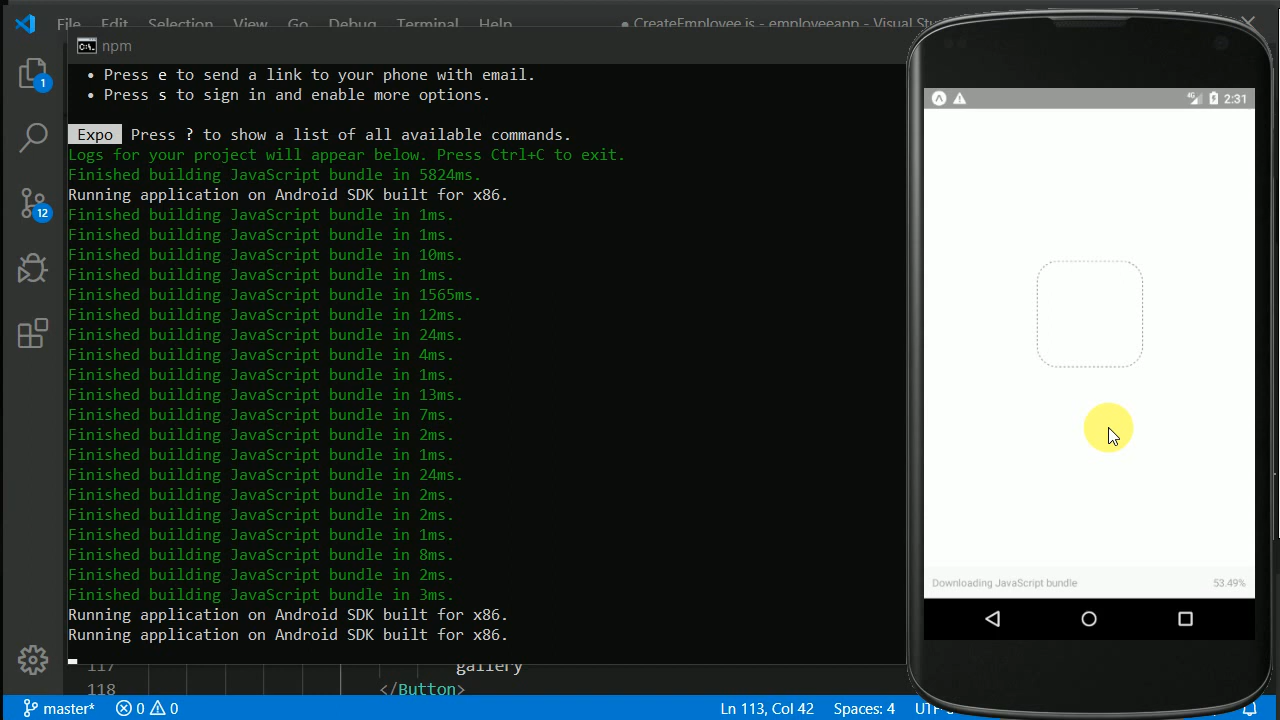 File Edit Selection View Go Debug Terminal Help
● CreateEmployee.js - employeeapp - Visual Stu
npm
• Press e to send a link to your phone with email.
• Press s to sign in and enable more options.
Expo Press ? to show a list of all available commands.
Logs for your project will appear below. Press Ctrl+C to exit.
Finished building JavaScript bundle in 5824ms.
Running application on Android SDK built for x86.
Finished building JavaScript bundle in 1ms.
Finished building JavaScript bundle in 1ms.
Finished building JavaScript bundle in 10ms.
Finished building JavaScript bundle in 1ms.
Finished building JavaScript bundle in 1565ms.
Finished building JavaScript bundle in 12ms.
Finished building JavaScript bundle in 24ms.
Finished building JavaScript bundle in 4ms.
Finished building JavaScript bundle in 1ms.
Finished building JavaScript bundle in 13ms.
Finished building JavaScript bundle in 7ms.
Finished building JavaScript bundle in 2ms.
Finished building JavaScript bundle in 1ms.
Finished building JavaScript bundle in 24ms.
Finished building JavaScript bundle in 2ms.
Finished building JavaScript bundle in 2ms.
Finished building JavaScript bundle in 1ms.
Finished building JavaScript bundle in 8ms.
Finished building JavaScript bundle in 2ms.
Finished building JavaScript bundle in 3ms.
Running application on Android SDK built for x86.
Running application on Android SDK built for x86.
117 gallery
118 </Button>
1
12
master* 0 0 Ln 113, Col 42 Spaces: 4
4G 2:31
Downloading JavaScript bundle 53.49%